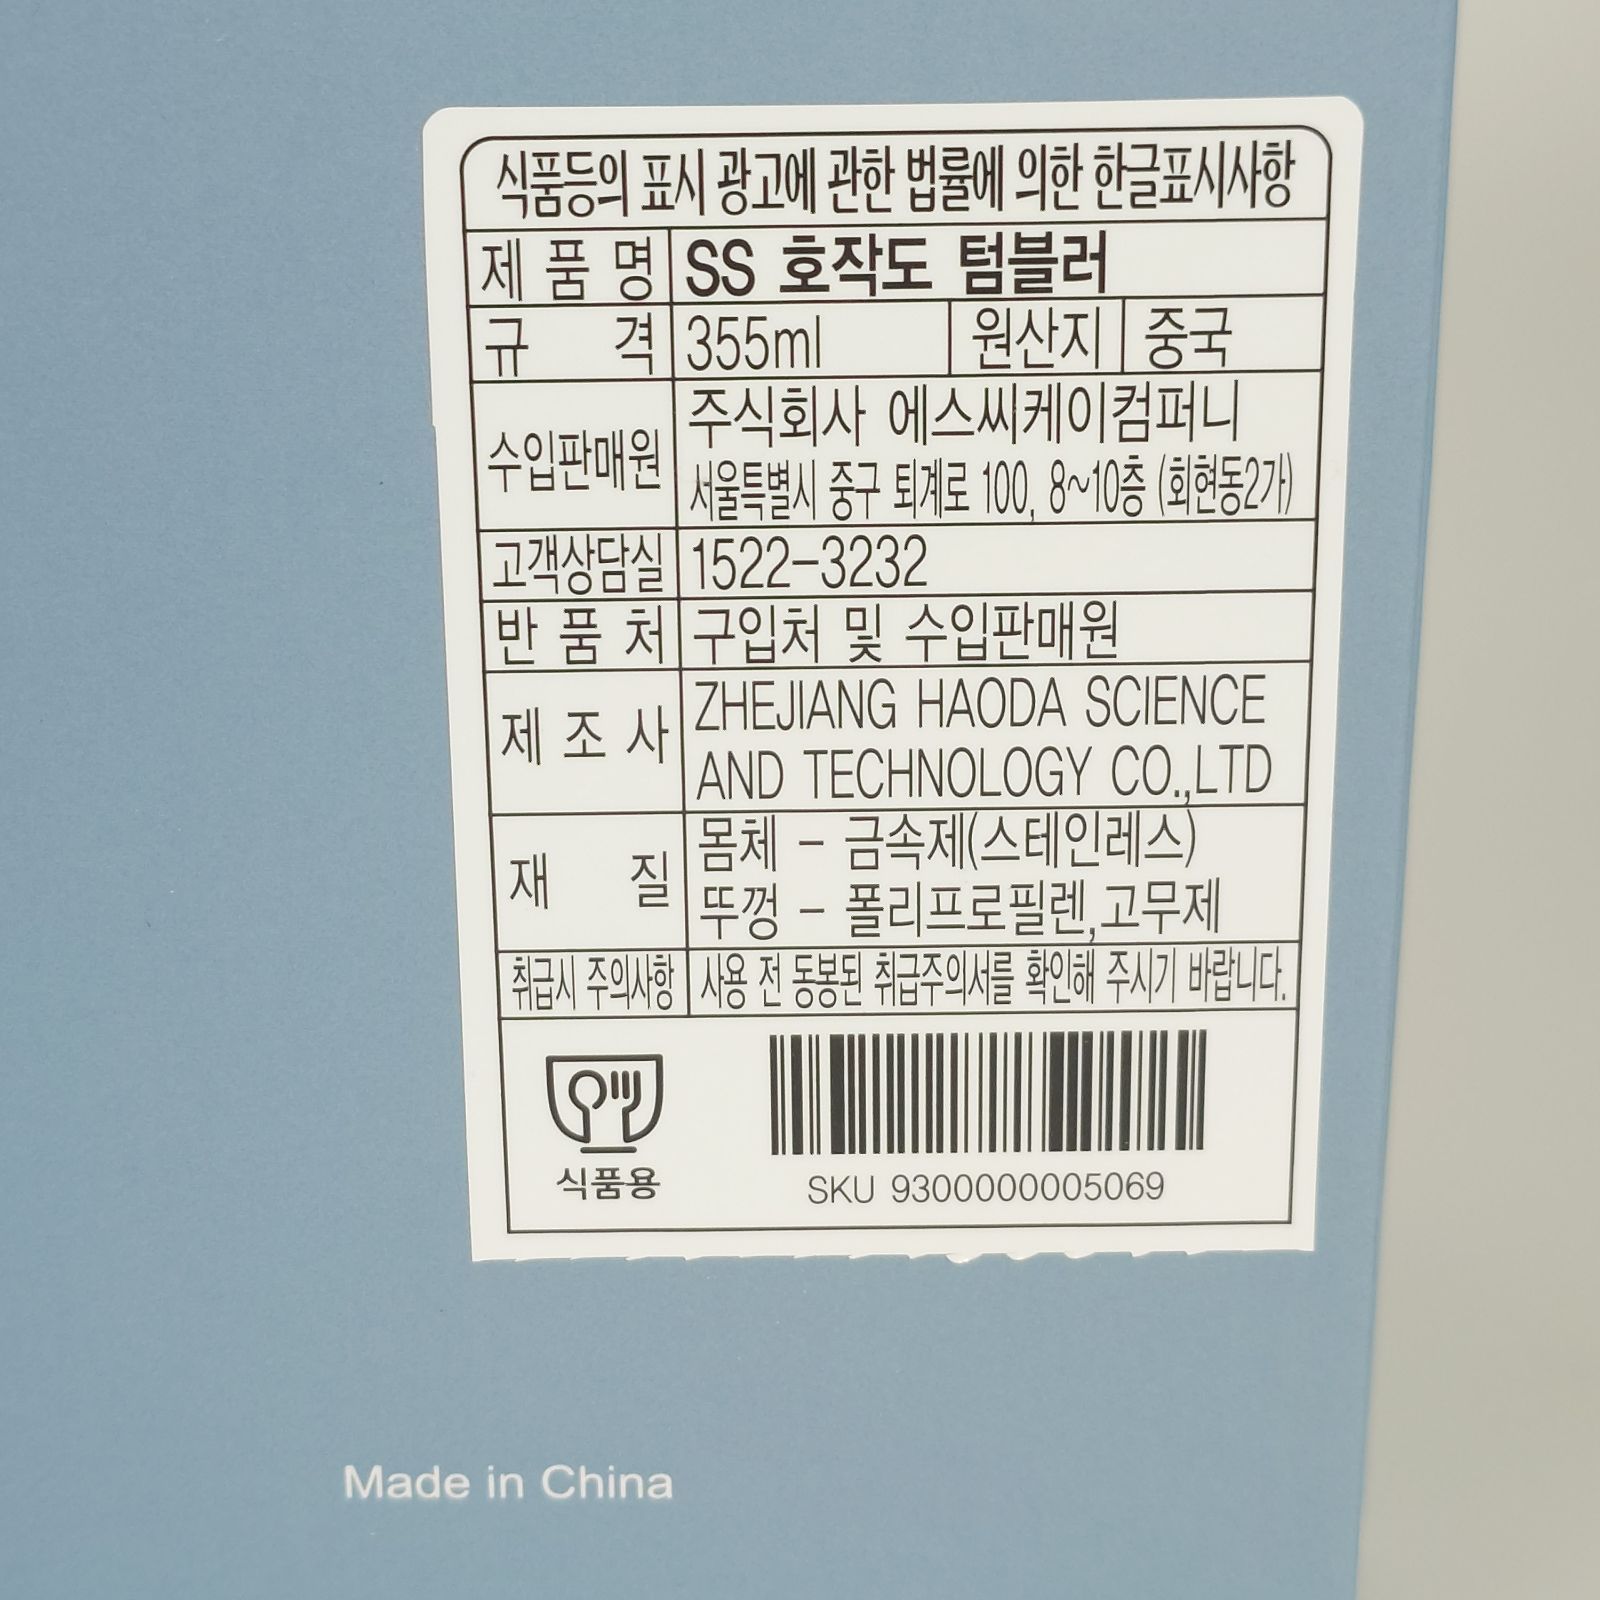 식품등의 표시 광고에 관한 법률에 의한 한글표시사항
제 품 명 SS 호작도 텀블러
규 격 355ml 원산지 중국
수입판매원 주식회사 에스씨케이컴퍼니
서울특별시 중구 퇴계로 100, 8~10층 (회현동2가)
고객상담실 1522-3232
반 품 처 구입처 및 수입판매원
제 조 사 ZHEJIANG HAODA SCIENCE
AND TECHNOLOGY CO.,LTD
재 질 몸체 - 금속제(스테인레스)
뚜껑 - 폴리프로필렌,고무제
취급시 주의사항 사용 전 동봉된 취급주의서를 확인해 주시기 바랍니다.
식품용
SKU 9300000005069
Made in China